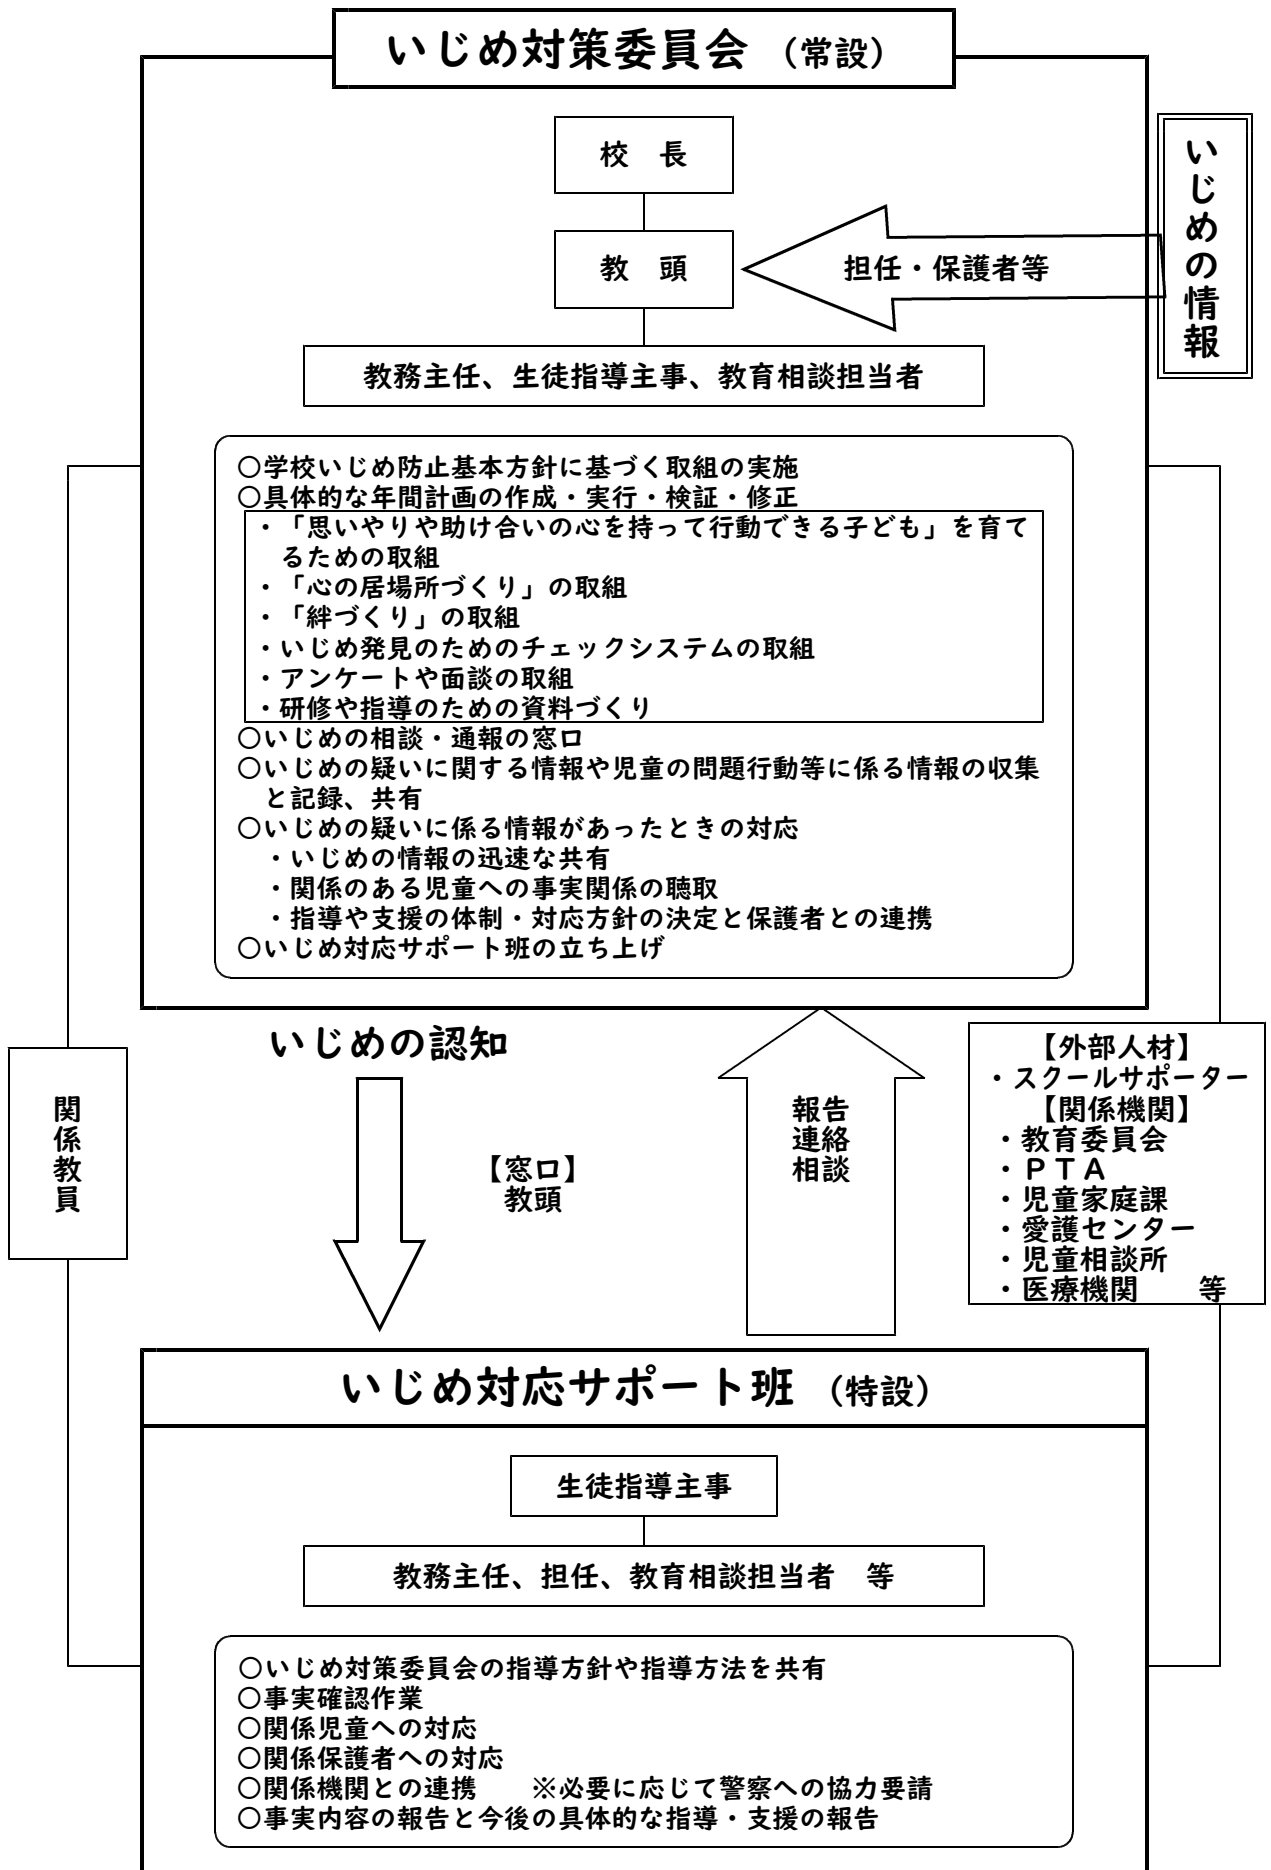 いじめ対策委員会 （常設）
校　長
教　頭
担任・保護者等
いじめの情報
教務主任、生徒指導主事、教育相談担当者
○学校いじめ防止基本方針に基づく取組の実施
○具体的な年間計画の作成・実行・検証・修正
・「思いやりや助け合いの心を持って行動できる子ども」を育て
るための取組
・「心の居場所づくり」の取組
・「絆づくり」の取組
・いじめ発見のためのチェックシステムの取組
・アンケートや面談の取組
・研修や指導のための資料づくり
○いじめの相談・通報の窓口
○いじめの疑いに関する情報や児童の問題行動等に係る情報の収集
と記録、共有
○いじめの疑いに係る情報があったときの対応
・いじめの情報の迅速な共有
・関係のある児童への事実関係の聴取
・指導や支援の体制・対応方針の決定と保護者との連携
○いじめ対応サポート班の立ち上げ
いじめの認知
関係教員
【窓口】
教頭
報告
連絡
相談
【外部人材】
・スクールサポーター
【関係機関】
・教育委員会
・ＰＴＡ
・児童家庭課
・愛護センター
・児童相談所
・医療機関　　等
いじめ対応サポート班 （特設）
生徒指導主事
教務主任、担任、教育相談担当者　等
○いじめ対策委員会の指導方針や指導方法を共有
○事実確認作業
○関係児童への対応
○関係保護者への対応
○関係機関との連携　　※必要に応じて警察への協力要請
○事実内容の報告と今後の具体的な指導・支援の報告